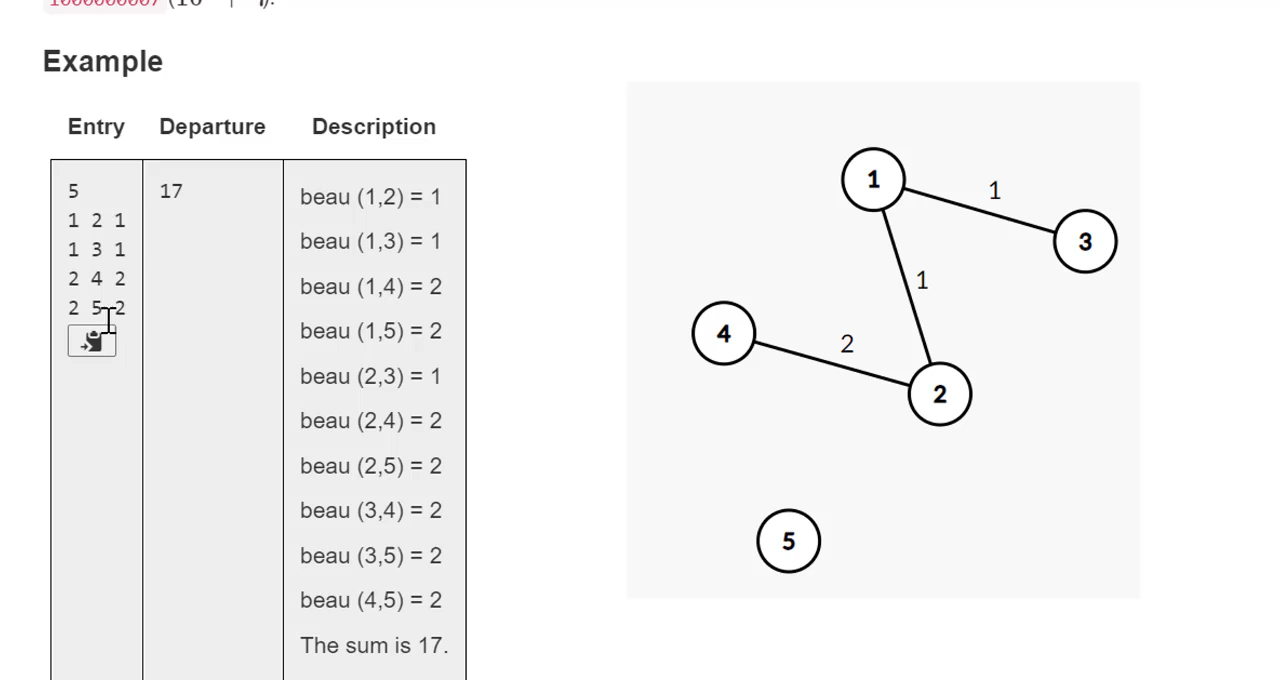 1000000007
Example
Entry Departure Description
5
1 2 1
1 3 1
2 4 2
2 5 2
17
beau (1,2) = 1
beau (1,3) = 1
beau (1,4) = 2
beau (1,5) = 2
beau (2,3) = 1
beau (2,4) = 2
beau (2,5) = 2
beau (3,4) = 2
beau (3,5) = 2
beau (4,5) = 2
The sum is 17.
1
1
3
1
4
2
2
5